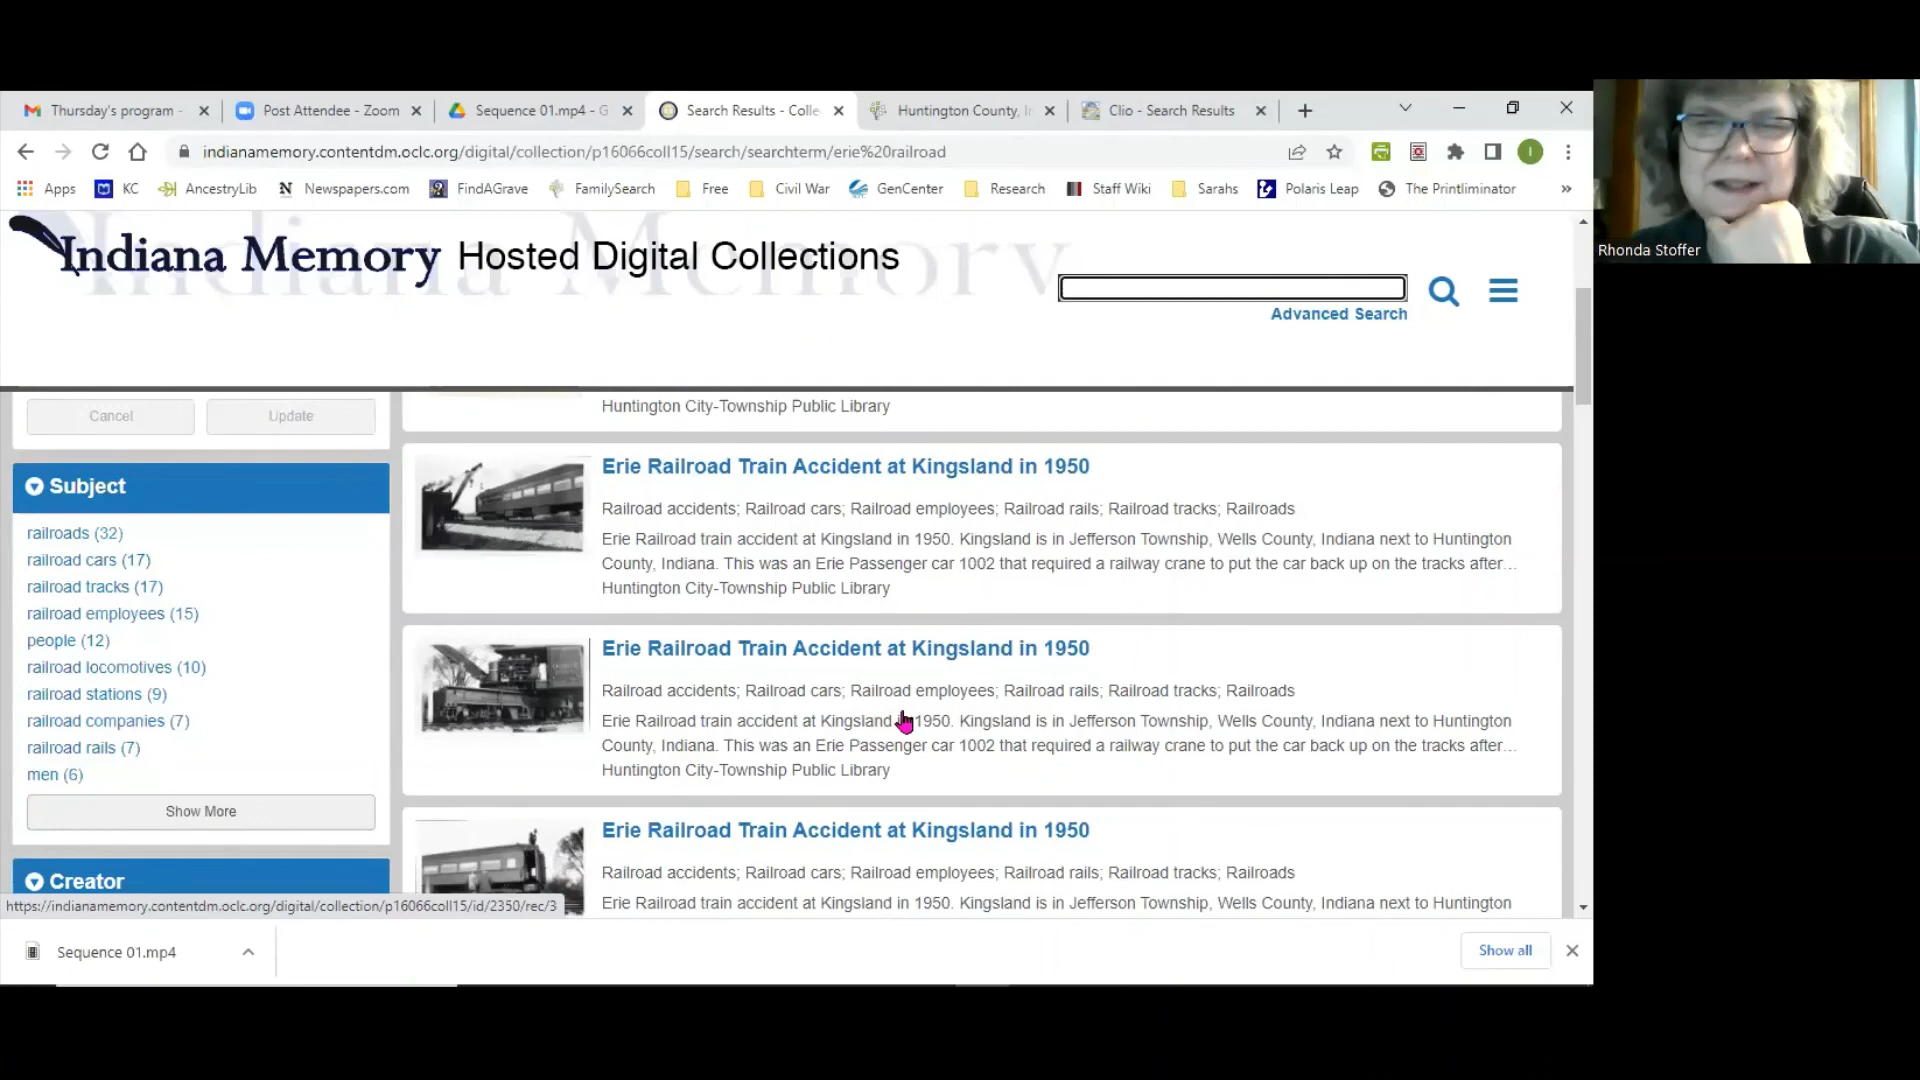 Thursday's program -
Post Attendee - Zoom
Sequence 01.mp4 - G
Search Results - Colle
Huntington County, I
Clio - Search Results
indianamemory.contentdm.oclc.org/digital/collection/p16066coll15/search/searchterm/erie%20railroad
Apps
KC
AncestryLib
Newspapers.com
FindAGrave
FamilySearch
Free
Civil War
GenCenter
Research
Staff Wiki
Sarahs
Polaris Leap
The Printliminator
»
Rhonda Stoffer
Indiana Memory Hosted Digital Collections
Advanced Search
Cancel
Update
Subject
railroads (32)
railroad cars (17)
railroad tracks (17)
railroad employees (15)
people (12)
railroad locomotives (10)
railroad stations (9)
railroad companies (7)
railroad rails (7)
men (6)
Show More
Creator
Huntington City-Township Public Library
Erie Railroad Train Accident at Kingsland in 1950
Railroad accidents; Railroad cars; Railroad employees; Railroad rails; Railroad tracks; Railroads
Erie Railroad train accident at Kingsland in 1950. Kingsland is in Jefferson Township, Wells County, Indiana next to Huntington
County, Indiana. This was an Erie Passenger car 1002 that required a railway crane to put the car back up on the tracks after...
Huntington City-Township Public Library
Erie Railroad Train Accident at Kingsland in 1950
Railroad accidents; Railroad cars; Railroad employees; Railroad rails; Railroad tracks; Railroads
Erie Railroad train accident at Kingsland in 1950. Kingsland is in Jefferson Township, Wells County, Indiana next to Huntington
County, Indiana. This was an Erie Passenger car 1002 that required a railway crane to put the car back up on the tracks after...
Huntington City-Township Public Library
Erie Railroad Train Accident at Kingsland in 1950
Railroad accidents; Railroad cars; Railroad employees; Railroad rails; Railroad tracks; Railroads
Erie Railroad train accident at Kingsland in 1950. Kingsland is in Jefferson Township, Wells County, Indiana next to Huntington
https://indianamemory.contentdm.oclc.org/digital/collection/p16066coll15/id/2350/rec/3
Sequence 01.mp4
Show all